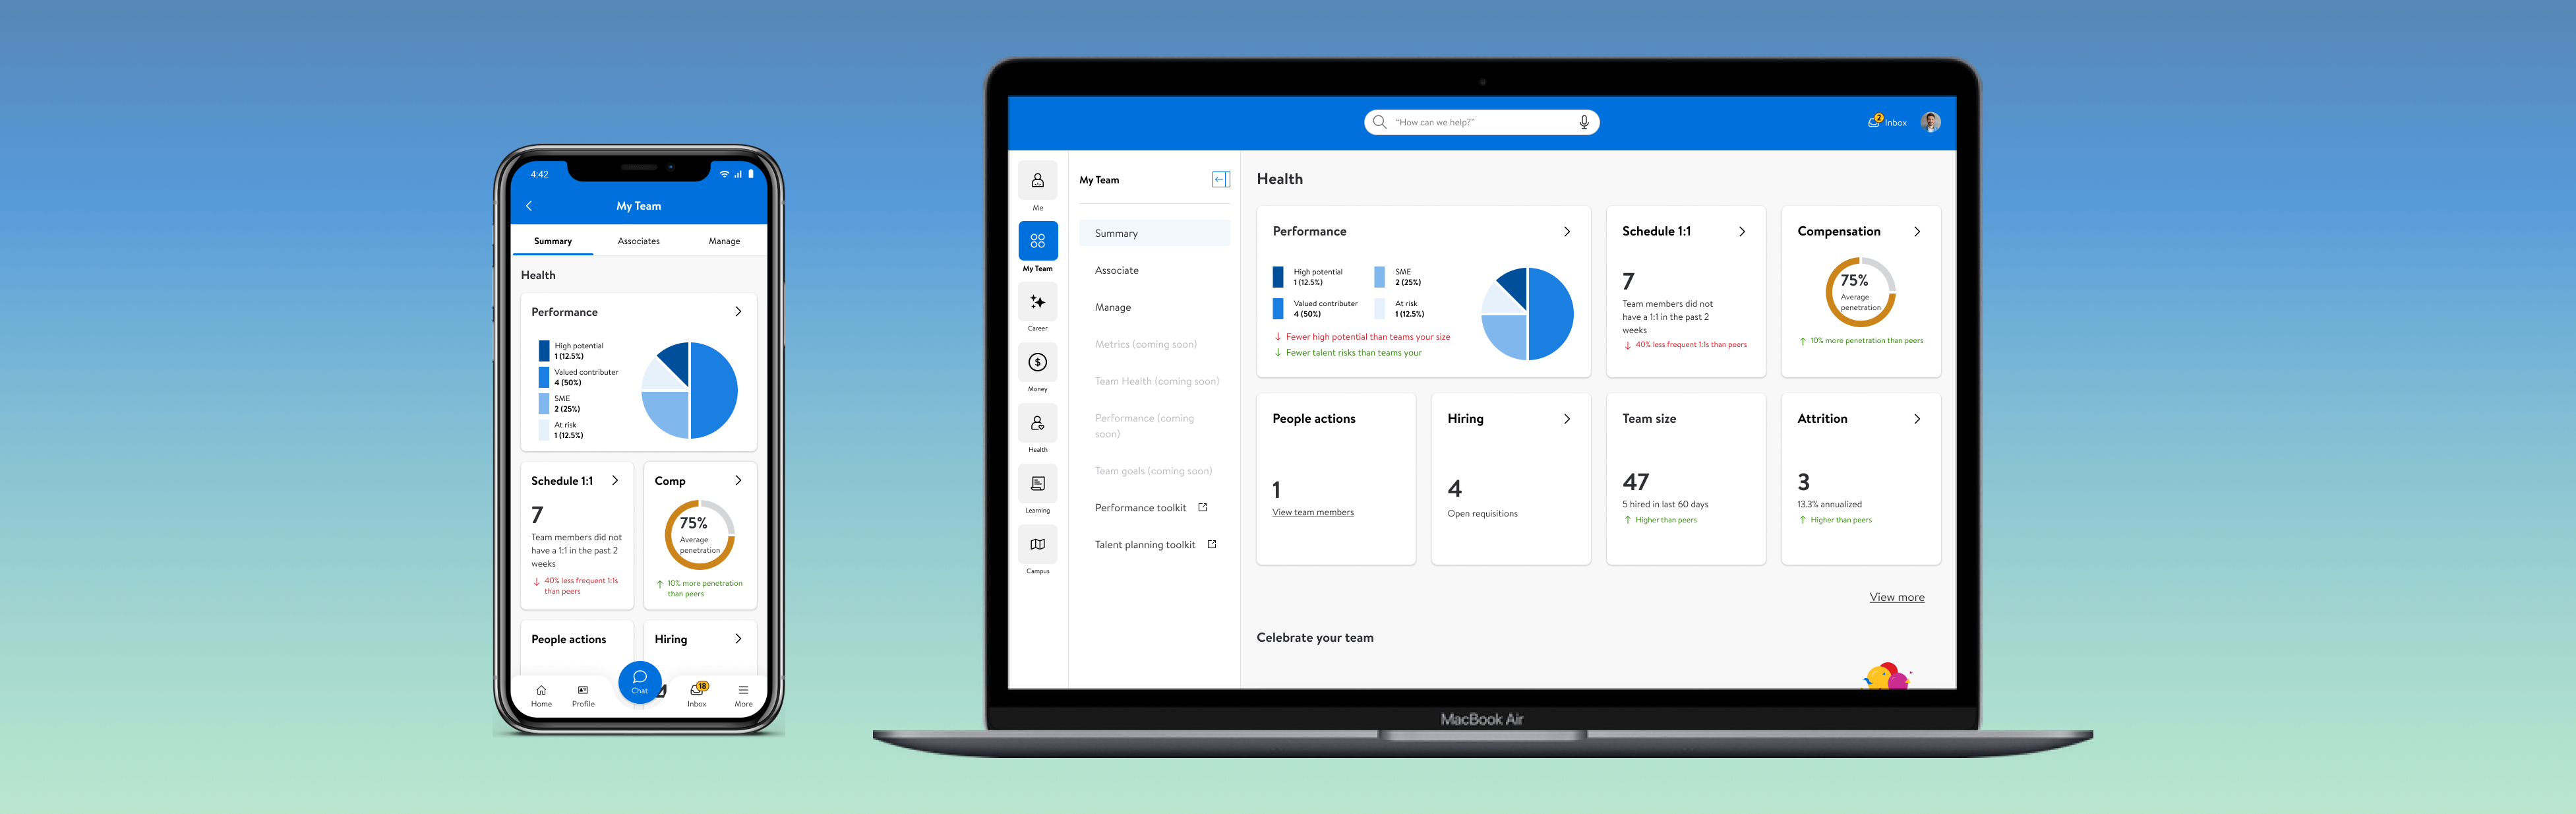 4:42
My Team
Summary
Associates
Manage
Health
Performance
High potential
1 (12.5%)
Valued contributer
4 (50%)
SME
2 (25%)
At risk
1 (12.5%)
Schedule 1:1
7
Team members did not
have a 1:1 in the past 2
weeks
40% less frequent 1:1s
than peers
Comp
75%
Average
penetration
10% more penetration
than peers
People actions
Hiring
Home
Profile
Chat
18
Inbox
More
"How can we help?"
2
Inbox
Me
My Team
Career
Money
Health
Learning
Campus
My Team
Summary
Associate
Manage
Metrics (coming soon)
Team Health (coming soon)
Performance (coming
soon)
Team goals (coming soon)
Performance toolkit
Talent planning toolkit
Health
Performance
High potential
1 (12.5%)
SME
2 (25%)
Valued contributer
4 (50%)
At risk
1 (12.5%)
Fewer high potential than teams your size
Fewer talent risks than teams your
Schedule 1:1
7
Team members did not
have a 1:1 in the past 2
weeks
40% less frequent 1:1s than peers
Compensation
75%
Average
penetration
10% more penetration than peers
People actions
1
View team members
Hiring
4
Open requisitions
Team size
47
5 hired in last 60 days
Higher than peers
Attrition
3
13.3% annualized
Higher than peers
View more
Celebrate your team
MacBook Air